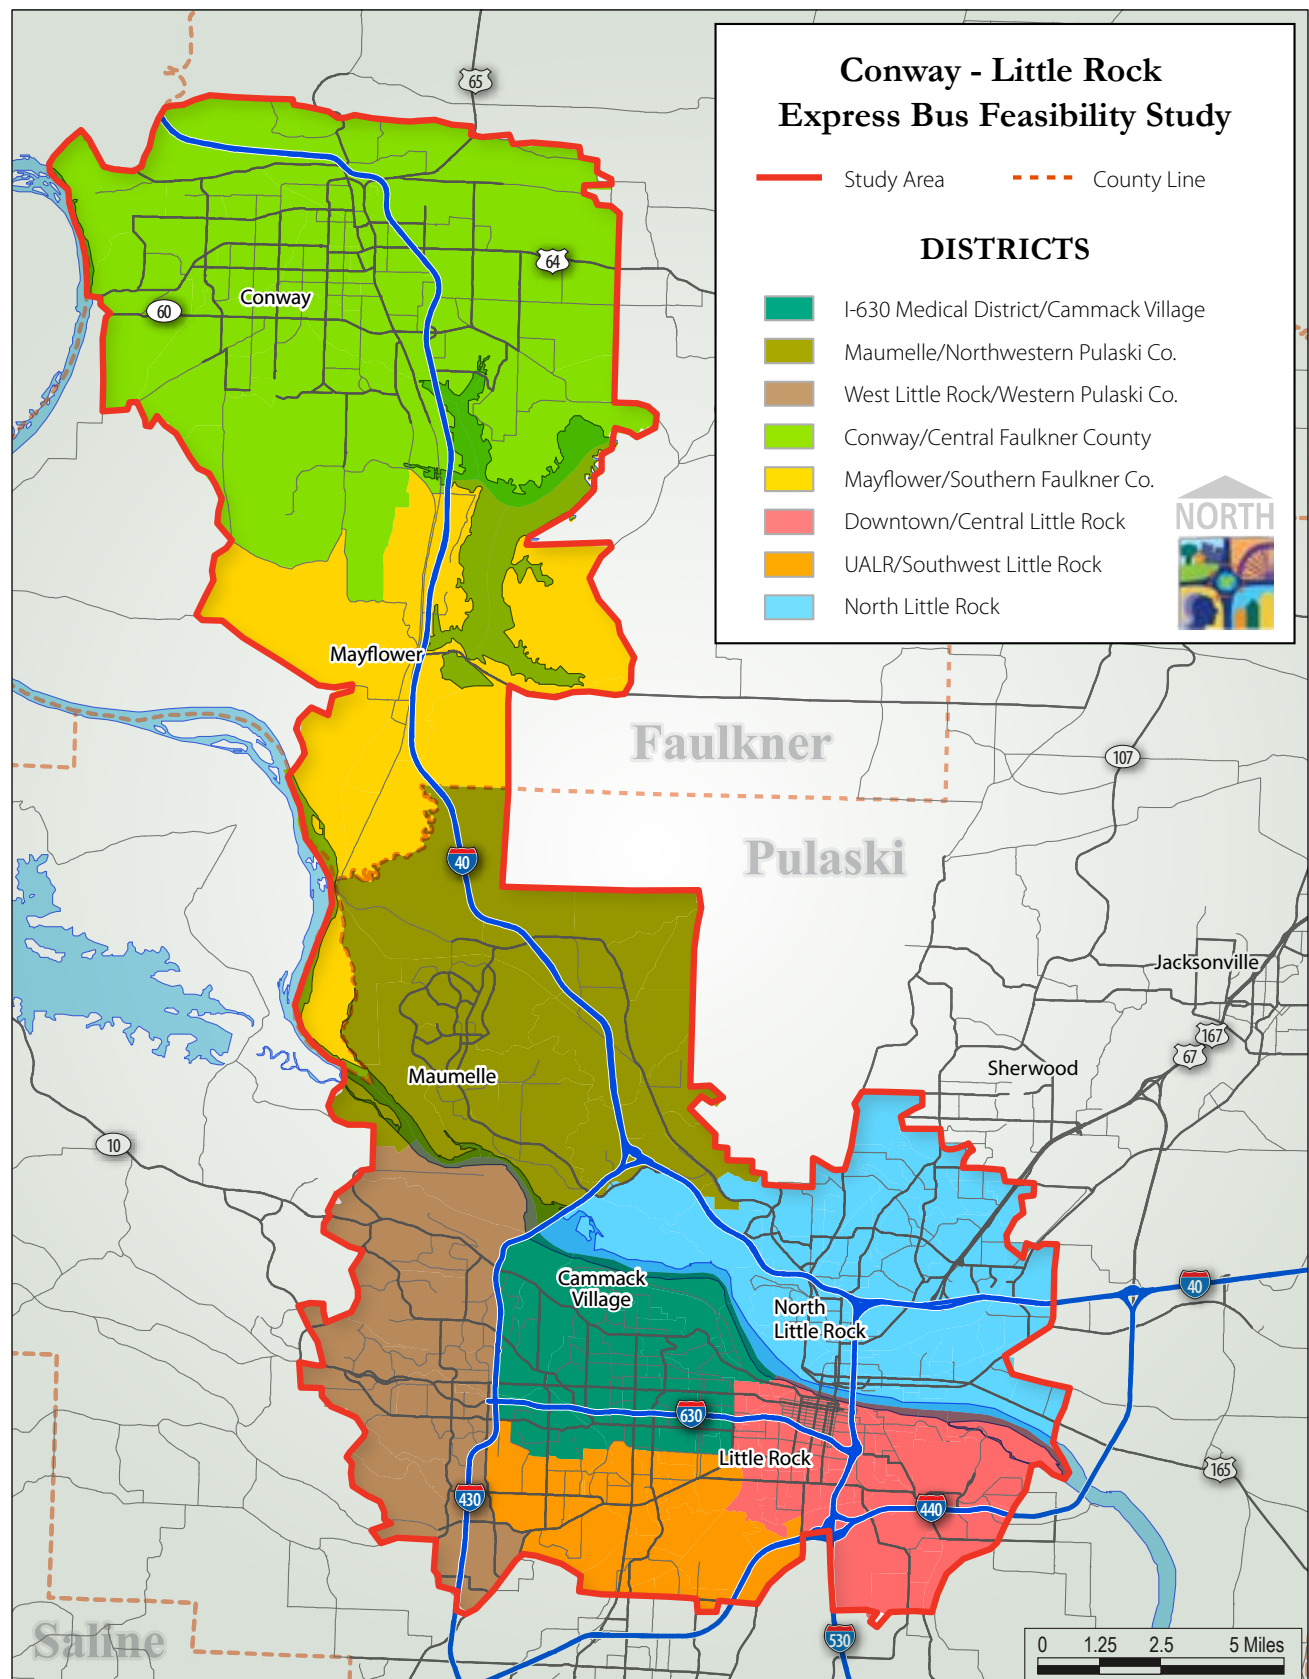 Conway - Little Rock
Express Bus Feasibility Study
Study Area
County Line
DISTRICTS
I-630 Medical District/Cammack Village
Maumelle/Northwestern Pulaski Co.
West Little Rock/Western Pulaski Co.
Conway/Central Faulkner County
Mayflower/Southern Faulkner Co.
Downtown/Central Little Rock
UALR/Southwest Little Rock
North Little Rock
NORTH
65
64
Conway
60
Mayflower
Faulkner
107
Pulaski
40
Jacksonville
167
67
Sherwood
Maumelle
10
Cammack
Village
40
North
Little Rock
630
Little Rock
165
430
440
Saline
530
0 1.25 2.5 5 Miles